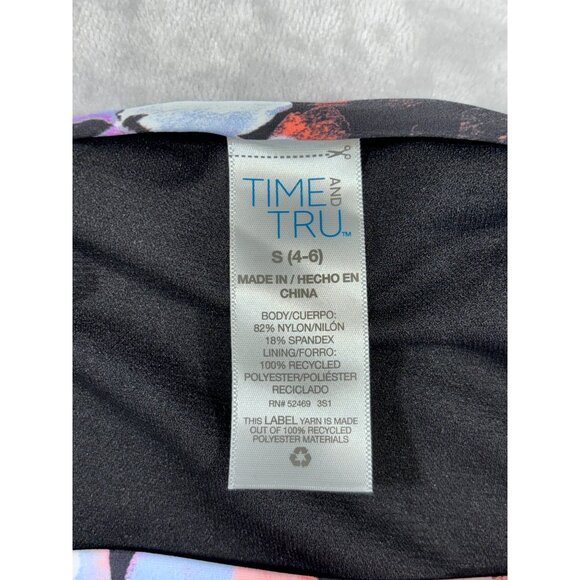 TIME AND
TRU™
S (4-6)
MADE IN / HECHO EN
CHINA
BODY/CUERPO:
82% NYLON/NILÓN
18% SPANDEX
LINING/FORRO:
100% RECYCLED
POLYESTER/POLIÉSTER
RECICLADO
RN# 52469 3S1
THIS LABEL YARN IS MADE
OUT OF 100% RECYCLED
POLYESTER MATERIALS